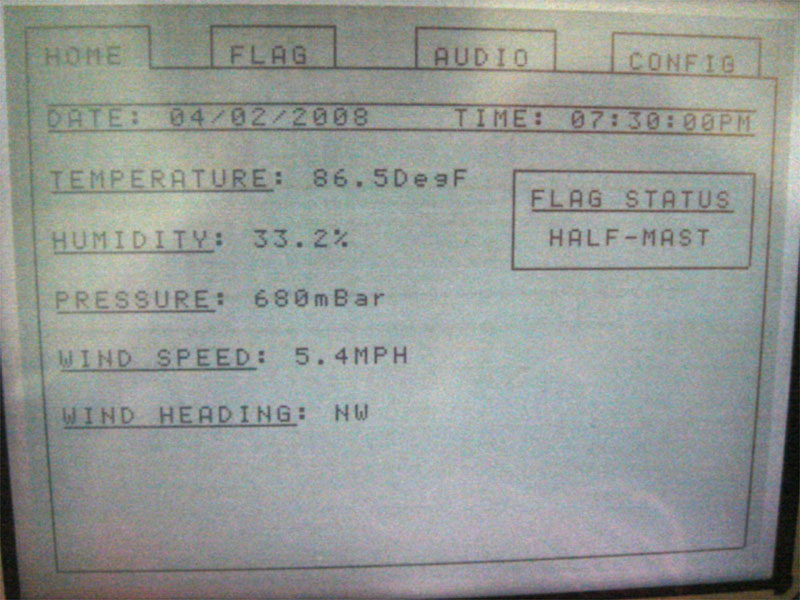 HOME FLAG AUDIO CONFIG
DATE: 04/02/2008 TIME: 07:30:00PM
TEMPERATURE: 86.5DegF
FLAG STATUS
HALF-MAST
HUMIDITY: 33.2%
PRESSURE: 680mBar
WIND SPEED: 5.4MPH
WIND HEADING: NW